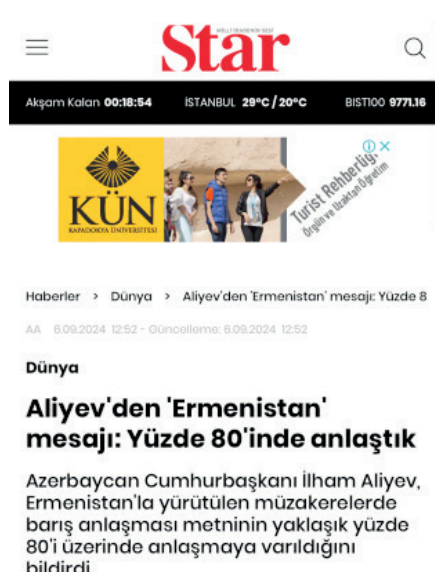 MİLLİ İRADENİN SESİ
Star
Akşam Kalan 00:18:54 İSTANBUL 29°C / 20°C BIST100 9771.16
KÜN
KAPADOKYA ÜNİVERSİTESİ
Turist Rehberliği
Örgün ve Uzaktan Öğretim
Haberler > Dünya > Aliyev'den 'Ermenistan' mesajı: Yüzde 8
AA 6.09.2024 12:52 - Güncelleme: 6.09.2024 12:52
Dünya
Aliyev'den 'Ermenistan'
mesajı: Yüzde 80'inde anlaştık
Azerbaycan Cumhurbaşkanı İlham Aliyev,
Ermenistan'la yürütülen müzakerelerde
barış anlaşması metninin yaklaşık yüzde
80'i üzerinde anlaşmaya varıldığını
bildirdi